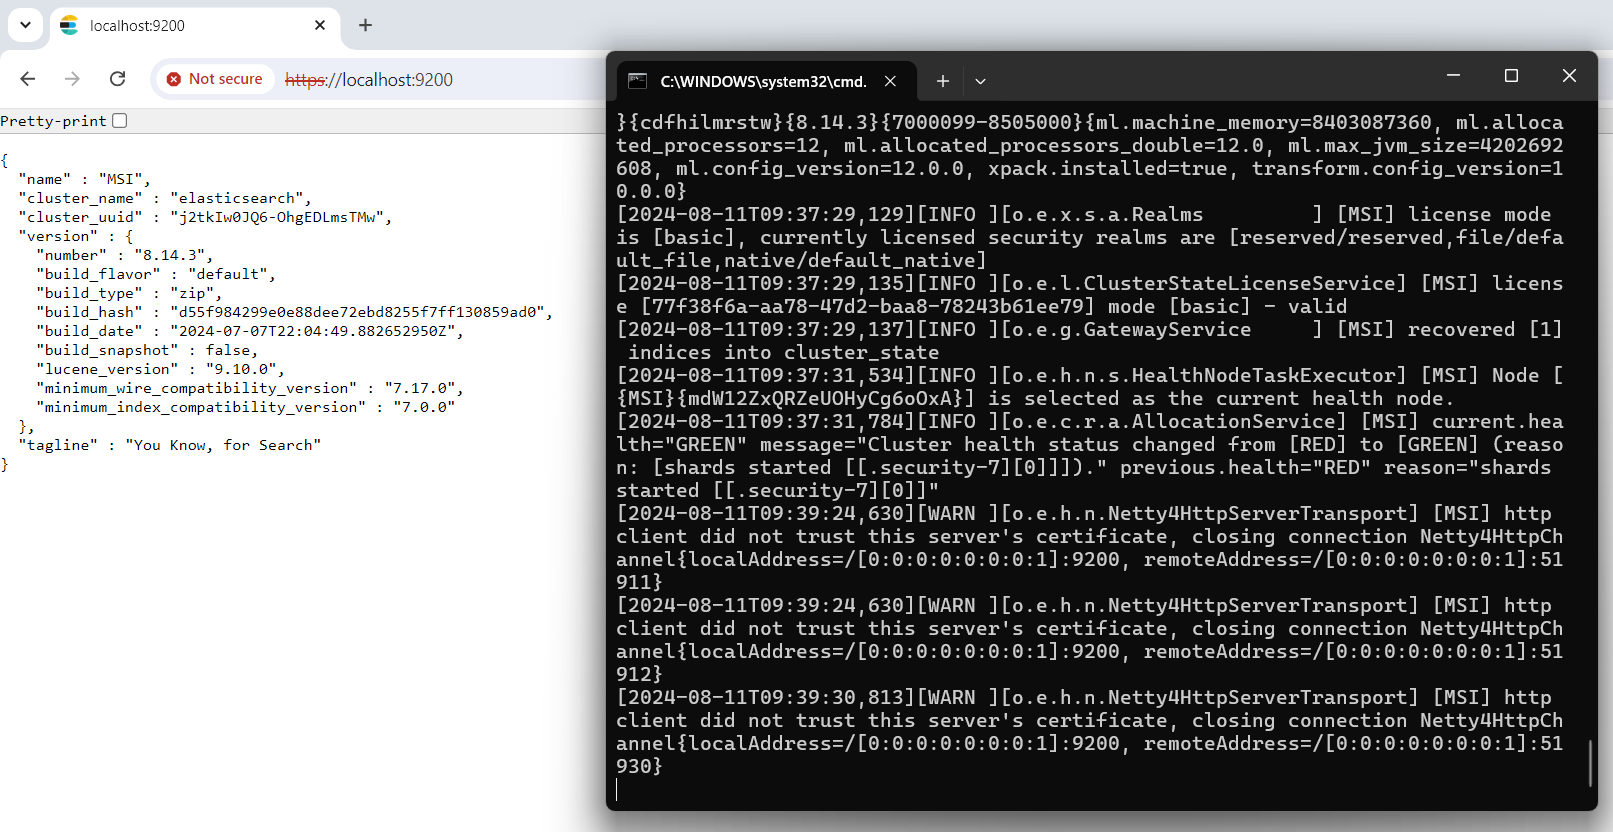 localhost:9200
Not secure
https://localhost:9200
Pretty-print
{
"name" : "MSI",
"cluster_name" : "elasticsearch",
"cluster_uuid" : "j2tkIw0JQ6-OhgEDLmsTMw",
"version" : {
"number" : "8.14.3",
"build_flavor" : "default",
"build_type" : "zip",
"build_hash" : "d55f984299e0e88dee72ebd8255f7ff130859ad0",
"build_date" : "2024-07-07T22:04:49.882652950Z",
"build_snapshot" : false,
"lucene_version" : "9.10.0",
"minimum_wire_compatibility_version" : "7.17.0",
"minimum_index_compatibility_version" : "7.0.0"
},
"tagline" : "You Know, for Search"
}
C:\WINDOWS\system32\cmd.
}{cdfhilmrstw}{8.14.3}{7000099-8505000}{ml.machine_memory=8403087360, ml.alloca
ted_processors=12, ml.allocated_processors_double=12.0, ml.max_jvm_size=4202692
608, ml.config_version=12.0.0, xpack.installed=true, transform.config_version=1
0.0.0}
[2024-08-11T09:37:29,129][INFO ][o.e.x.s.a.Realms         ] [MSI] license mode
is [basic], currently licensed security realms are [reserved/reserved,file/defa
ult_file,native/default_native]
[2024-08-11T09:37:29,135][INFO ][o.e.l.ClusterStateLicenseService] [MSI] licens
e [77f38f6a-aa78-47d2-baa8-78243b61ee79] mode [basic] - valid
[2024-08-11T09:37:29,137][INFO ][o.e.g.GatewayService     ] [MSI] recovered [1]
indices into cluster_state
[2024-08-11T09:37:31,534][INFO ][o.e.h.n.s.HealthNodeTaskExecutor] [MSI] Node [
{MSI}{mdW12ZxQRZeUOHyCg6oOxA}] is selected as the current health node.
[2024-08-11T09:37:31,784][INFO ][o.e.c.r.a.AllocationService] [MSI] current.hea
lth="GREEN" message="Cluster health status changed from [RED] to [GREEN] (reaso
n: [shards started [[.security-7][0]]])." previous.health="RED" reason="shards
started [[.security-7][0]]"
[2024-08-11T09:39:24,630][WARN ][o.e.h.n.Netty4HttpServerTransport] [MSI] http
client did not trust this server's certificate, closing connection Netty4HttpCh
annel{localAddress=/[0:0:0:0:0:0:0:1]:9200, remoteAddress=/[0:0:0:0:0:0:0:1]:51
911}
[2024-08-11T09:39:24,630][WARN ][o.e.h.n.Netty4HttpServerTransport] [MSI] http
client did not trust this server's certificate, closing connection Netty4HttpCh
annel{localAddress=/[0:0:0:0:0:0:0:1]:9200, remoteAddress=/[0:0:0:0:0:0:0:1]:51
912}
[2024-08-11T09:39:30,813][WARN ][o.e.h.n.Netty4HttpServerTransport] [MSI] http
client did not trust this server's certificate, closing connection Netty4HttpCh
annel{localAddress=/[0:0:0:0:0:0:0:1]:9200, remoteAddress=/[0:0:0:0:0:0:0:1]:51
930}